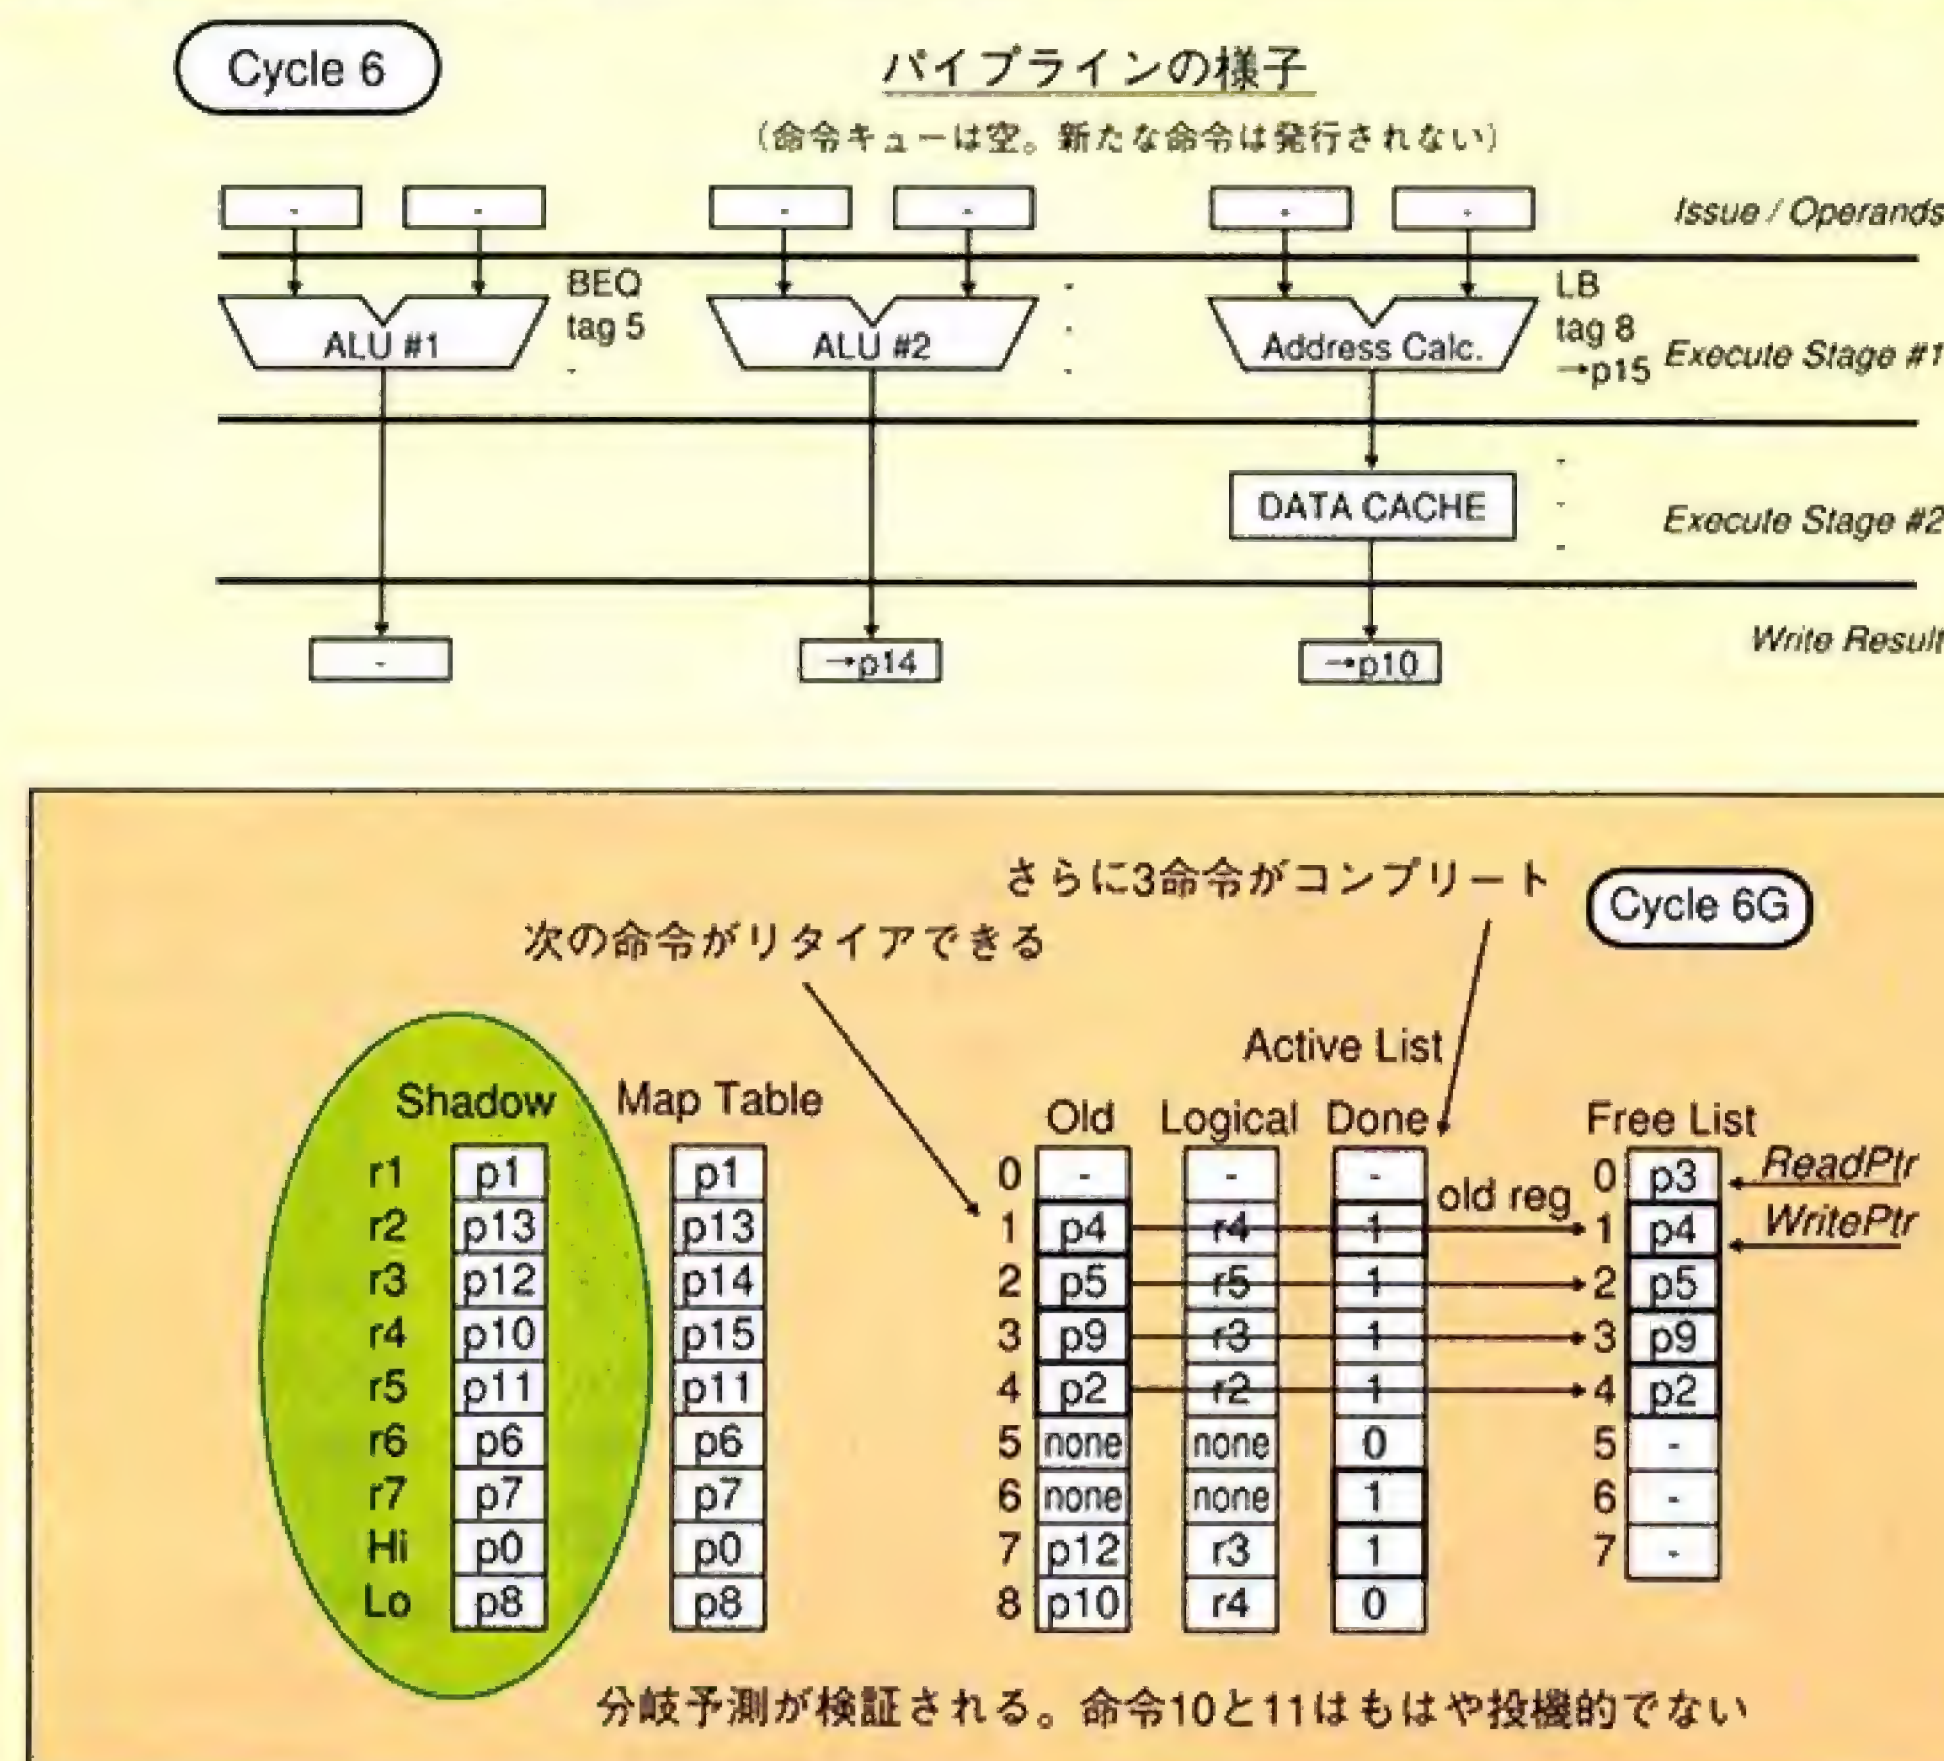 Cycle 6
パイプラインの様子
(命令キューは空。新たな命令は発行されない)
- - - - - - Issue / Operands
BEQ
tag 5
-
ALU #1
-
-
-
ALU #2
LB
tag 8
→p15
Address Calc.
Execute Stage #1
DATA CACHE
-
-
-
Execute Stage #2
- →p14 →p10 Write Result
さらに3命令がコンプリート
Cycle 6G
次の命令がリタイアできる
Active List
Shadow Map Table Old Logical Done Free List
r1 p1 p1 0 - - - 0 p3 ReadPtr
old reg
r2 p13 p13 1 p4 r4 1 1 p4 WritePtr
r3 p12 p14 2 p5 r5 1 2 p5
r4 p10 p15 3 p9 r3 1 3 p9
r5 p11 p11 4 p2 r2 1 4 p2
r6 p6 p6 5 none none 0 5 -
r7 p7 p7 6 none none 1 6 -
Hi p0 p0 7 p12 r3 1 7 -
Lo p8 p8 8 p10 r4 0
分岐予測が検証される。命令10と11はもはや投機的でない